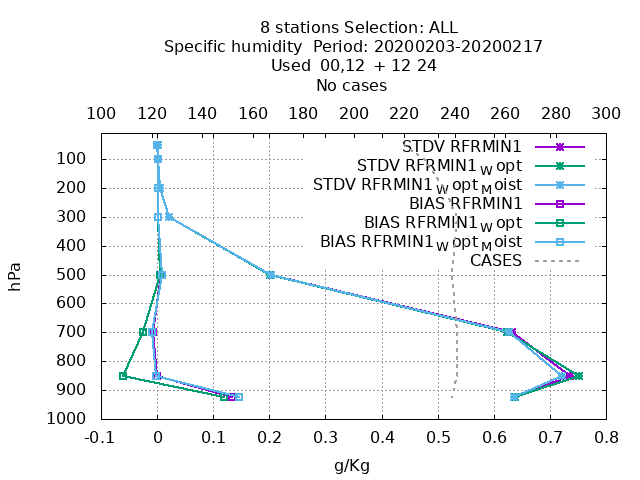 8 stations Selection: ALL
Specific humidity  Period: 20200203-20200217
Used  00,12  + 12 24
No cases
100 120 140 160 180 200 220 240 260 280 300
STDV RFRMIN1
STDV RFRMIN1_W opt
STDV RFRMIN1_W opt_M oist
BIAS RFRMIN1
BIAS RFRMIN1_W opt
BIAS RFRMIN1_W opt_M oist
CASES
hPa
100
200
300
400
500
600
700
800
900
1000
-0.1 0 0.1 0.2 0.3 0.4 0.5 0.6 0.7 0.8
g/Kg